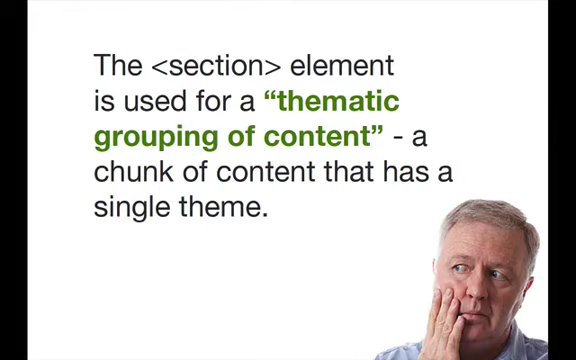 The <section> element
is used for a “thematic
grouping of content” - a
chunk of content that has a
single theme.